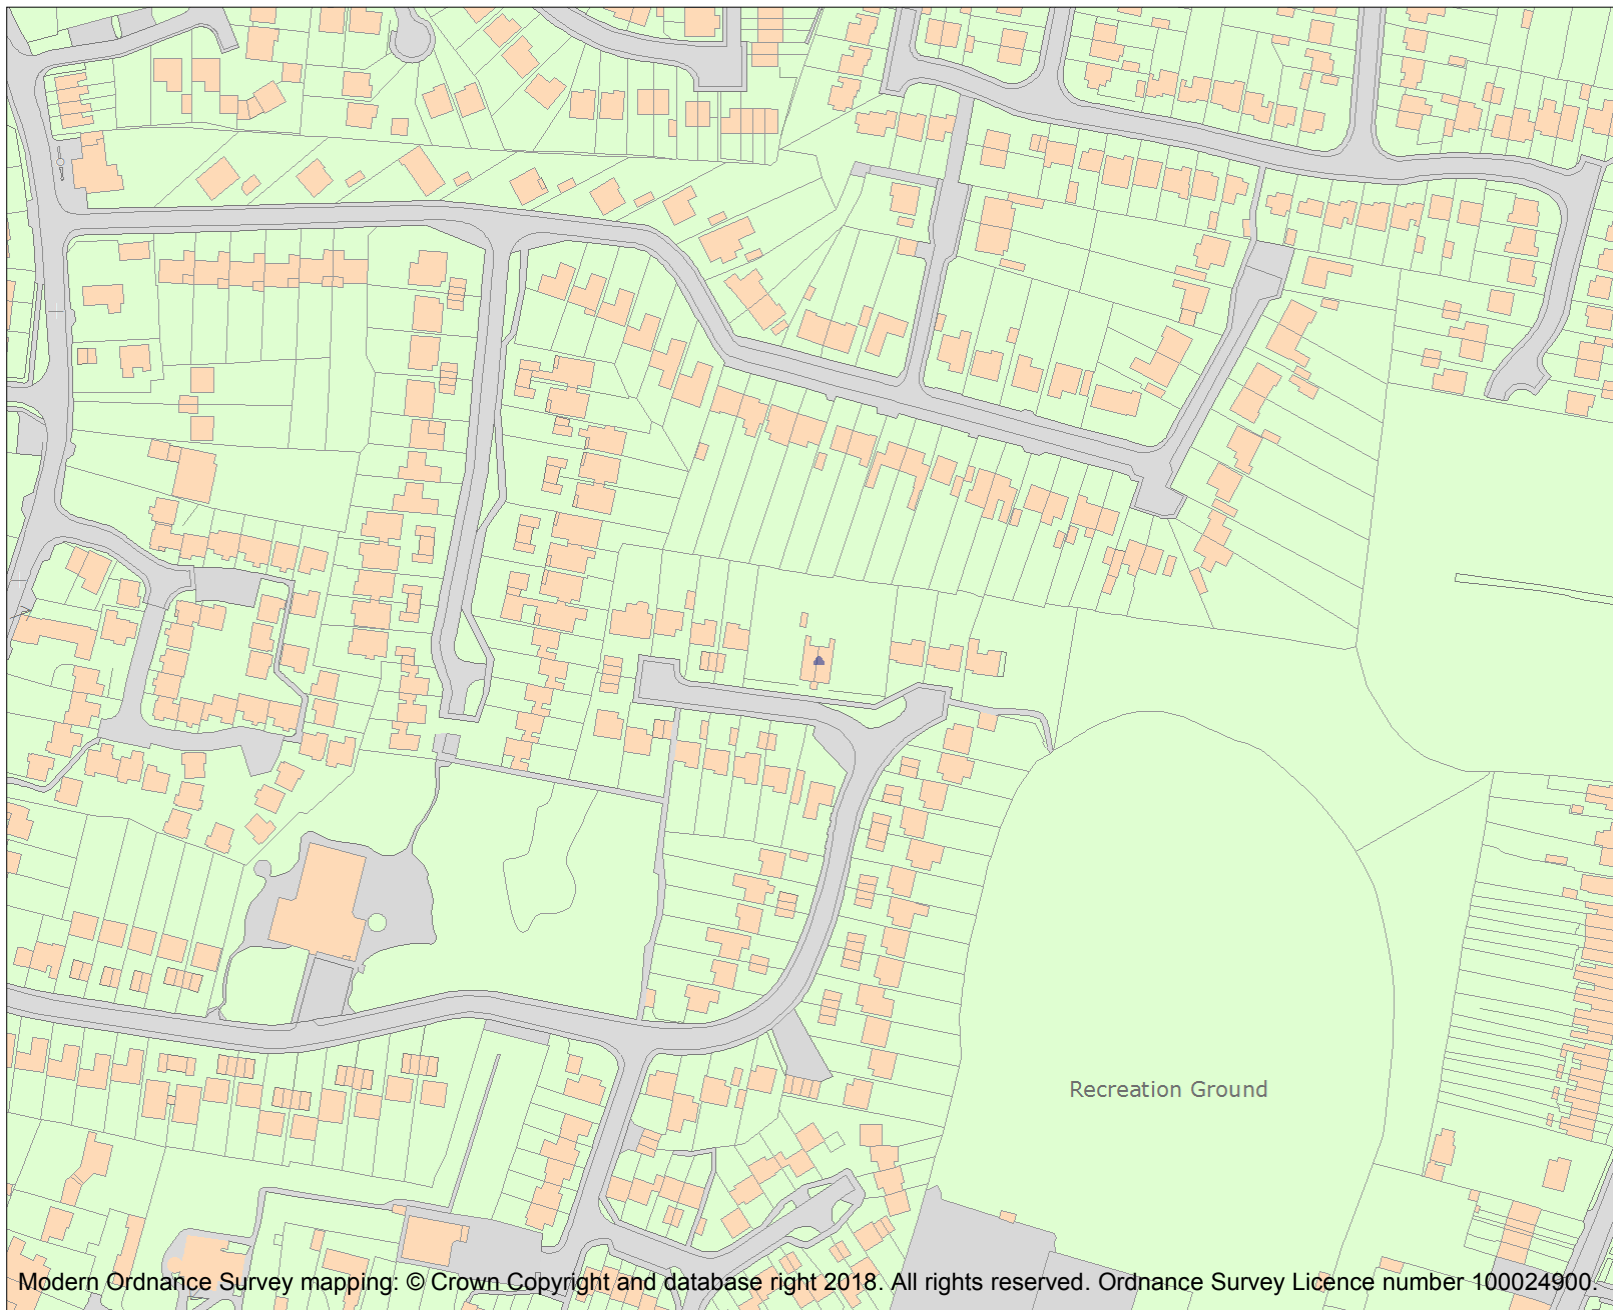 Recreation Ground
Modern Ordnance Survey mapping: © Crown Copyright and database right 2018. All rights reserved. Ordnance Survey Licence number 100024900.